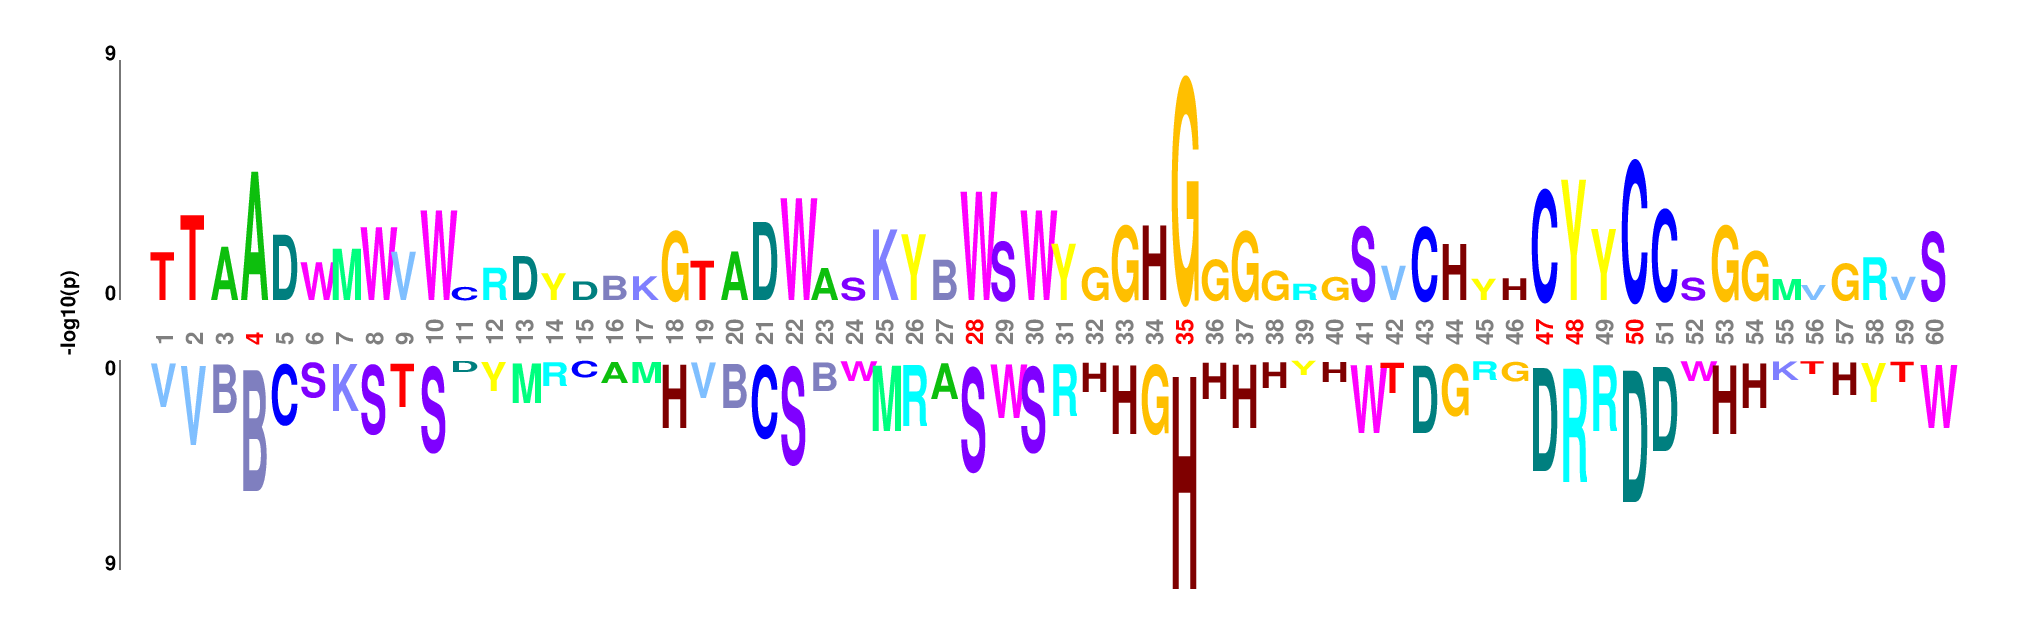 9
TTAADWMWVWCRDYDBKGTADWASKYBWSWYGGHGGGGRGSVCHYHCYYCCSGGMVGRVS
-log10(p)
0
1 2 3 4 5 6 7 8 9 10 11 12 13 14 15 16 17 18 19 20 21 22 23 24 25 26 27 28 29 30 31 32 33 34 35 36 37 38 39 40 41 42 43 44 45 46 47 48 49 50 51 52 53 54 55 56 57 58 59 60
0
VVBBCSKSTSDYMRCAMHVBCSBWMRASWSRHHGHHHHYHWTDGRGDRRDDWHHKTHYTW
9